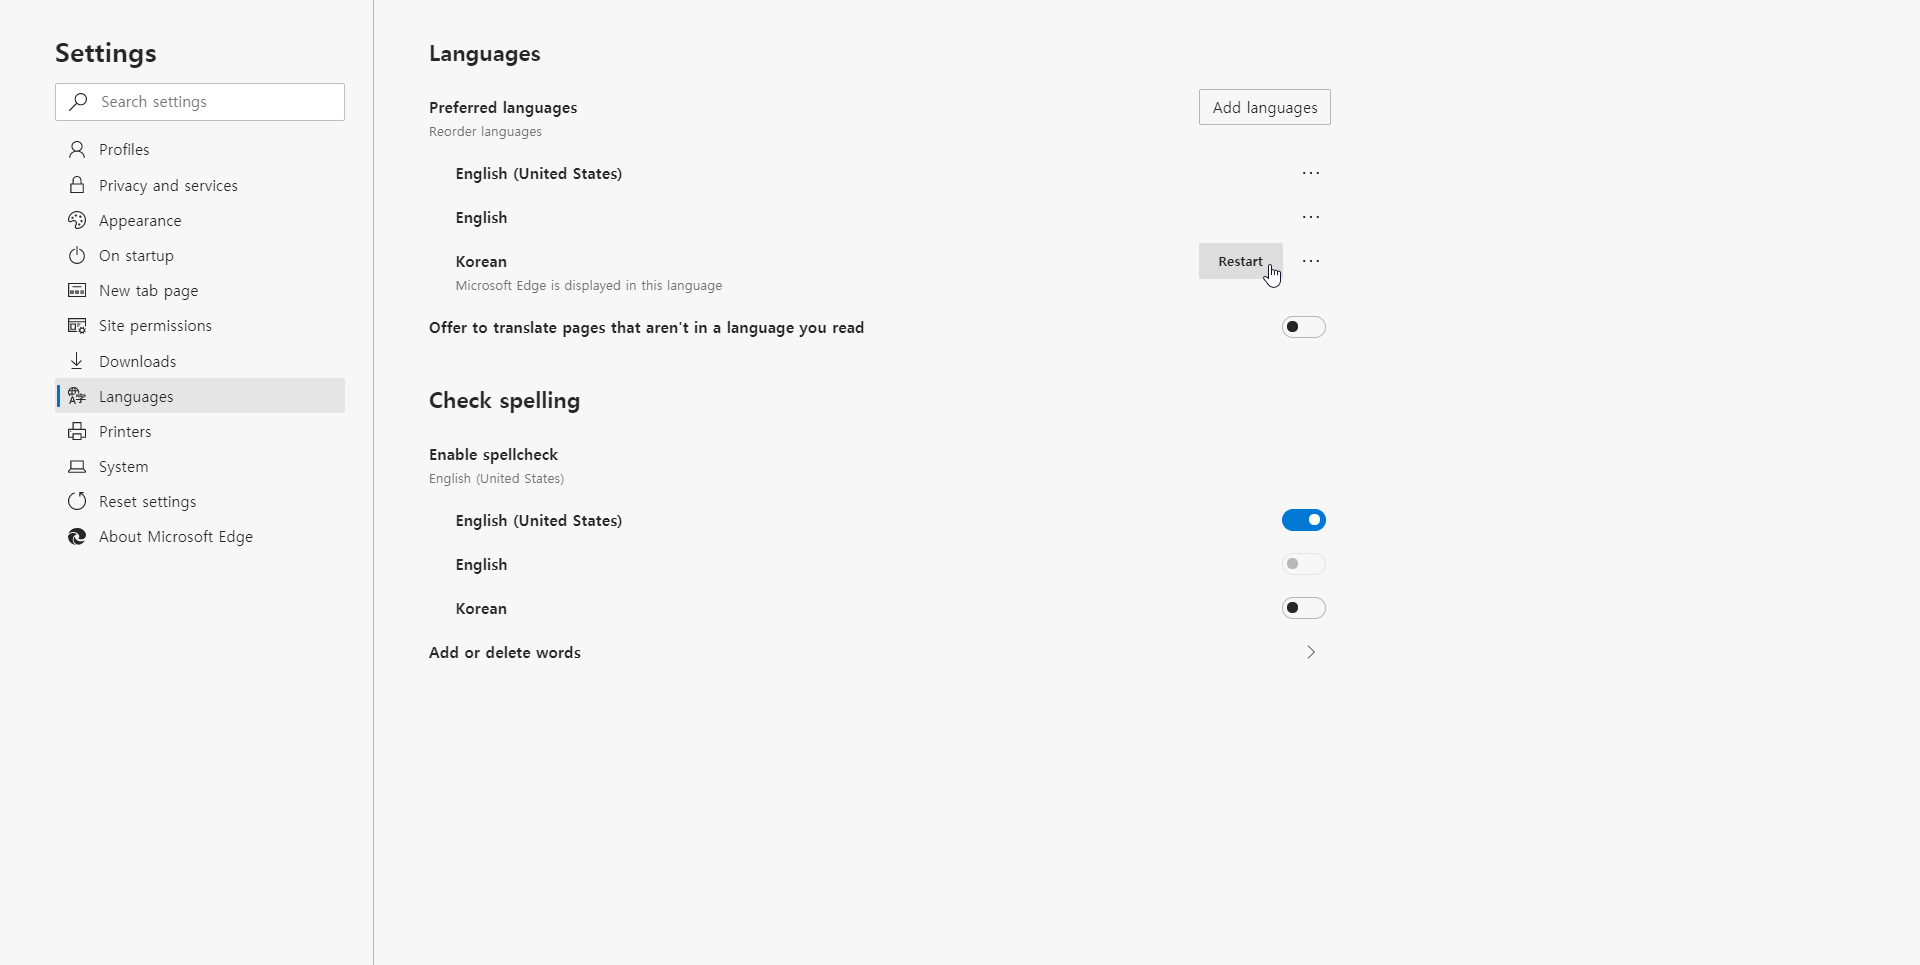 Settings
Search settings
Profiles
Privacy and services
Appearance
On startup
New tab page
Site permissions
Downloads
Languages
Printers
System
Reset settings
About Microsoft Edge
Languages
Preferred languages
Add languages
Reorder languages
English (United States)
English
Korean
Restart
Microsoft Edge is displayed in this language
Offer to translate pages that aren't in a language you read
Check spelling
Enable spellcheck
English (United States)
English (United States)
English
Korean
Add or delete words